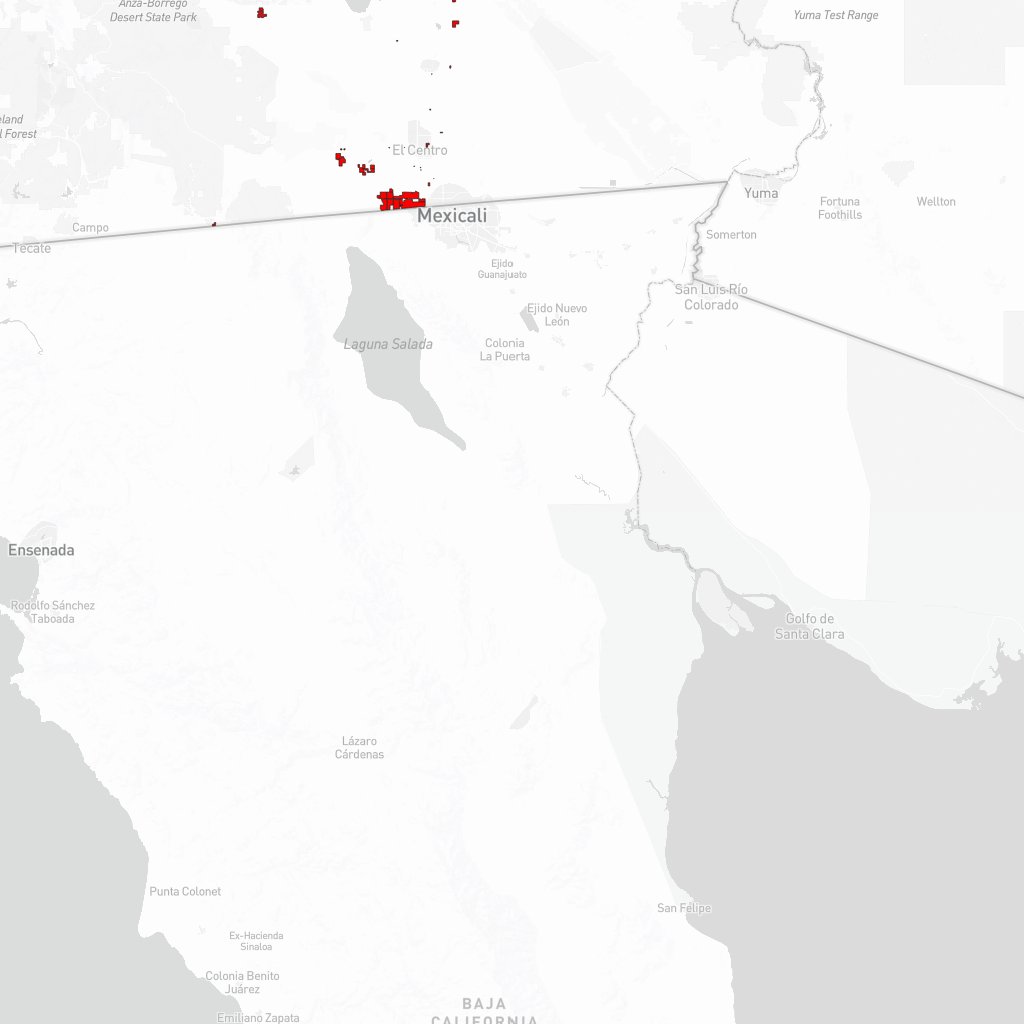 Anza-Borrego
Desert State Park
Yuma Test Range
eland
l Forest
El Centro
Yuma
Fortuna
Foothills
Wellton
Mexicali
Campo
Tecate
Somerton
Ejido
Guanajuato
San Luis Río
Colorado
Ejido Nuevo
León
Laguna Salada
Colonia
La Puerta
Ensenada
Rodolfo Sánchez
Taboada
Golfo de
Santa Clara
Lázaro
Cárdenas
Punta Colonet
San Felipe
Ex-Hacienda
Sinaloa
Colonia Benito
Juárez
BAJA
CALIFORNIA
Emiliano Zapata